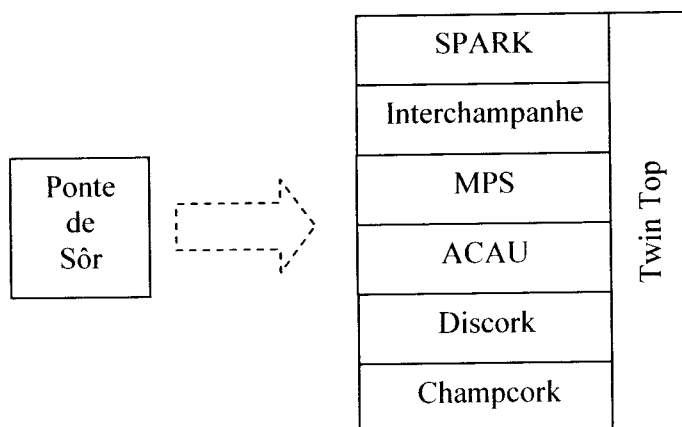 Ponte
de
Sôr
SPARK
Interchampanhe
MPS
ACAU
Discork
Champcork
Twin Top